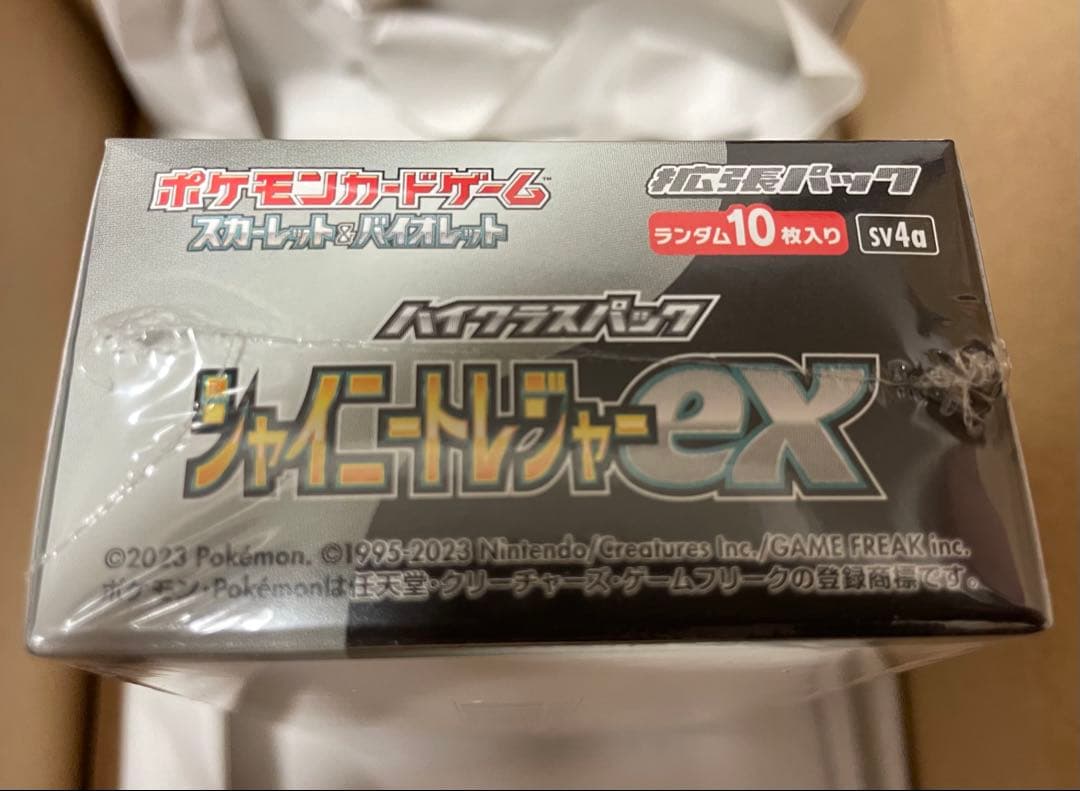 ポケモンカードゲーム™
スカーレット&バイオレット
拡張パック
ランダム10枚入り
sv4a
ハイクラスパック
シャイニートレジャーex
©2023 Pokémon. ©1995-2023 Nintendo/Creatures Inc./GAME FREAK inc.
ポケモン・Pokémonは任天堂・クリーチャーズ・ゲームフリークの登録商標です。